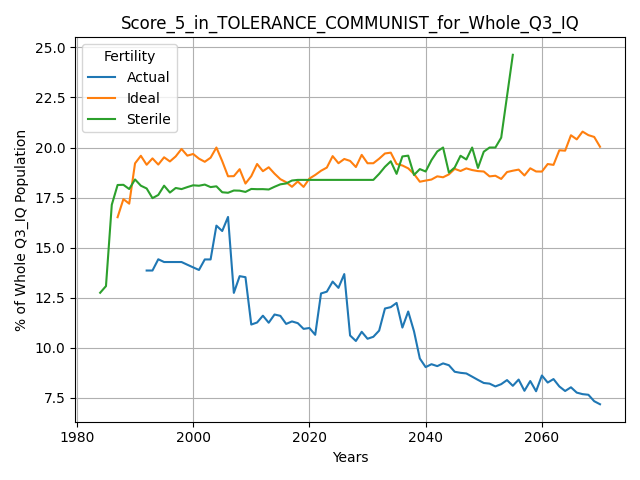 Score_5_in_TOLERANCE_COMMUNIST_for_Whole_Q3_IQ
Fertility
Actual
Ideal
Sterile
% of Whole Q3_IQ Population
25.0
22.5
20.0
17.5
15.0
12.5
10.0
7.5
1980
2000
2020
2040
2060
Years